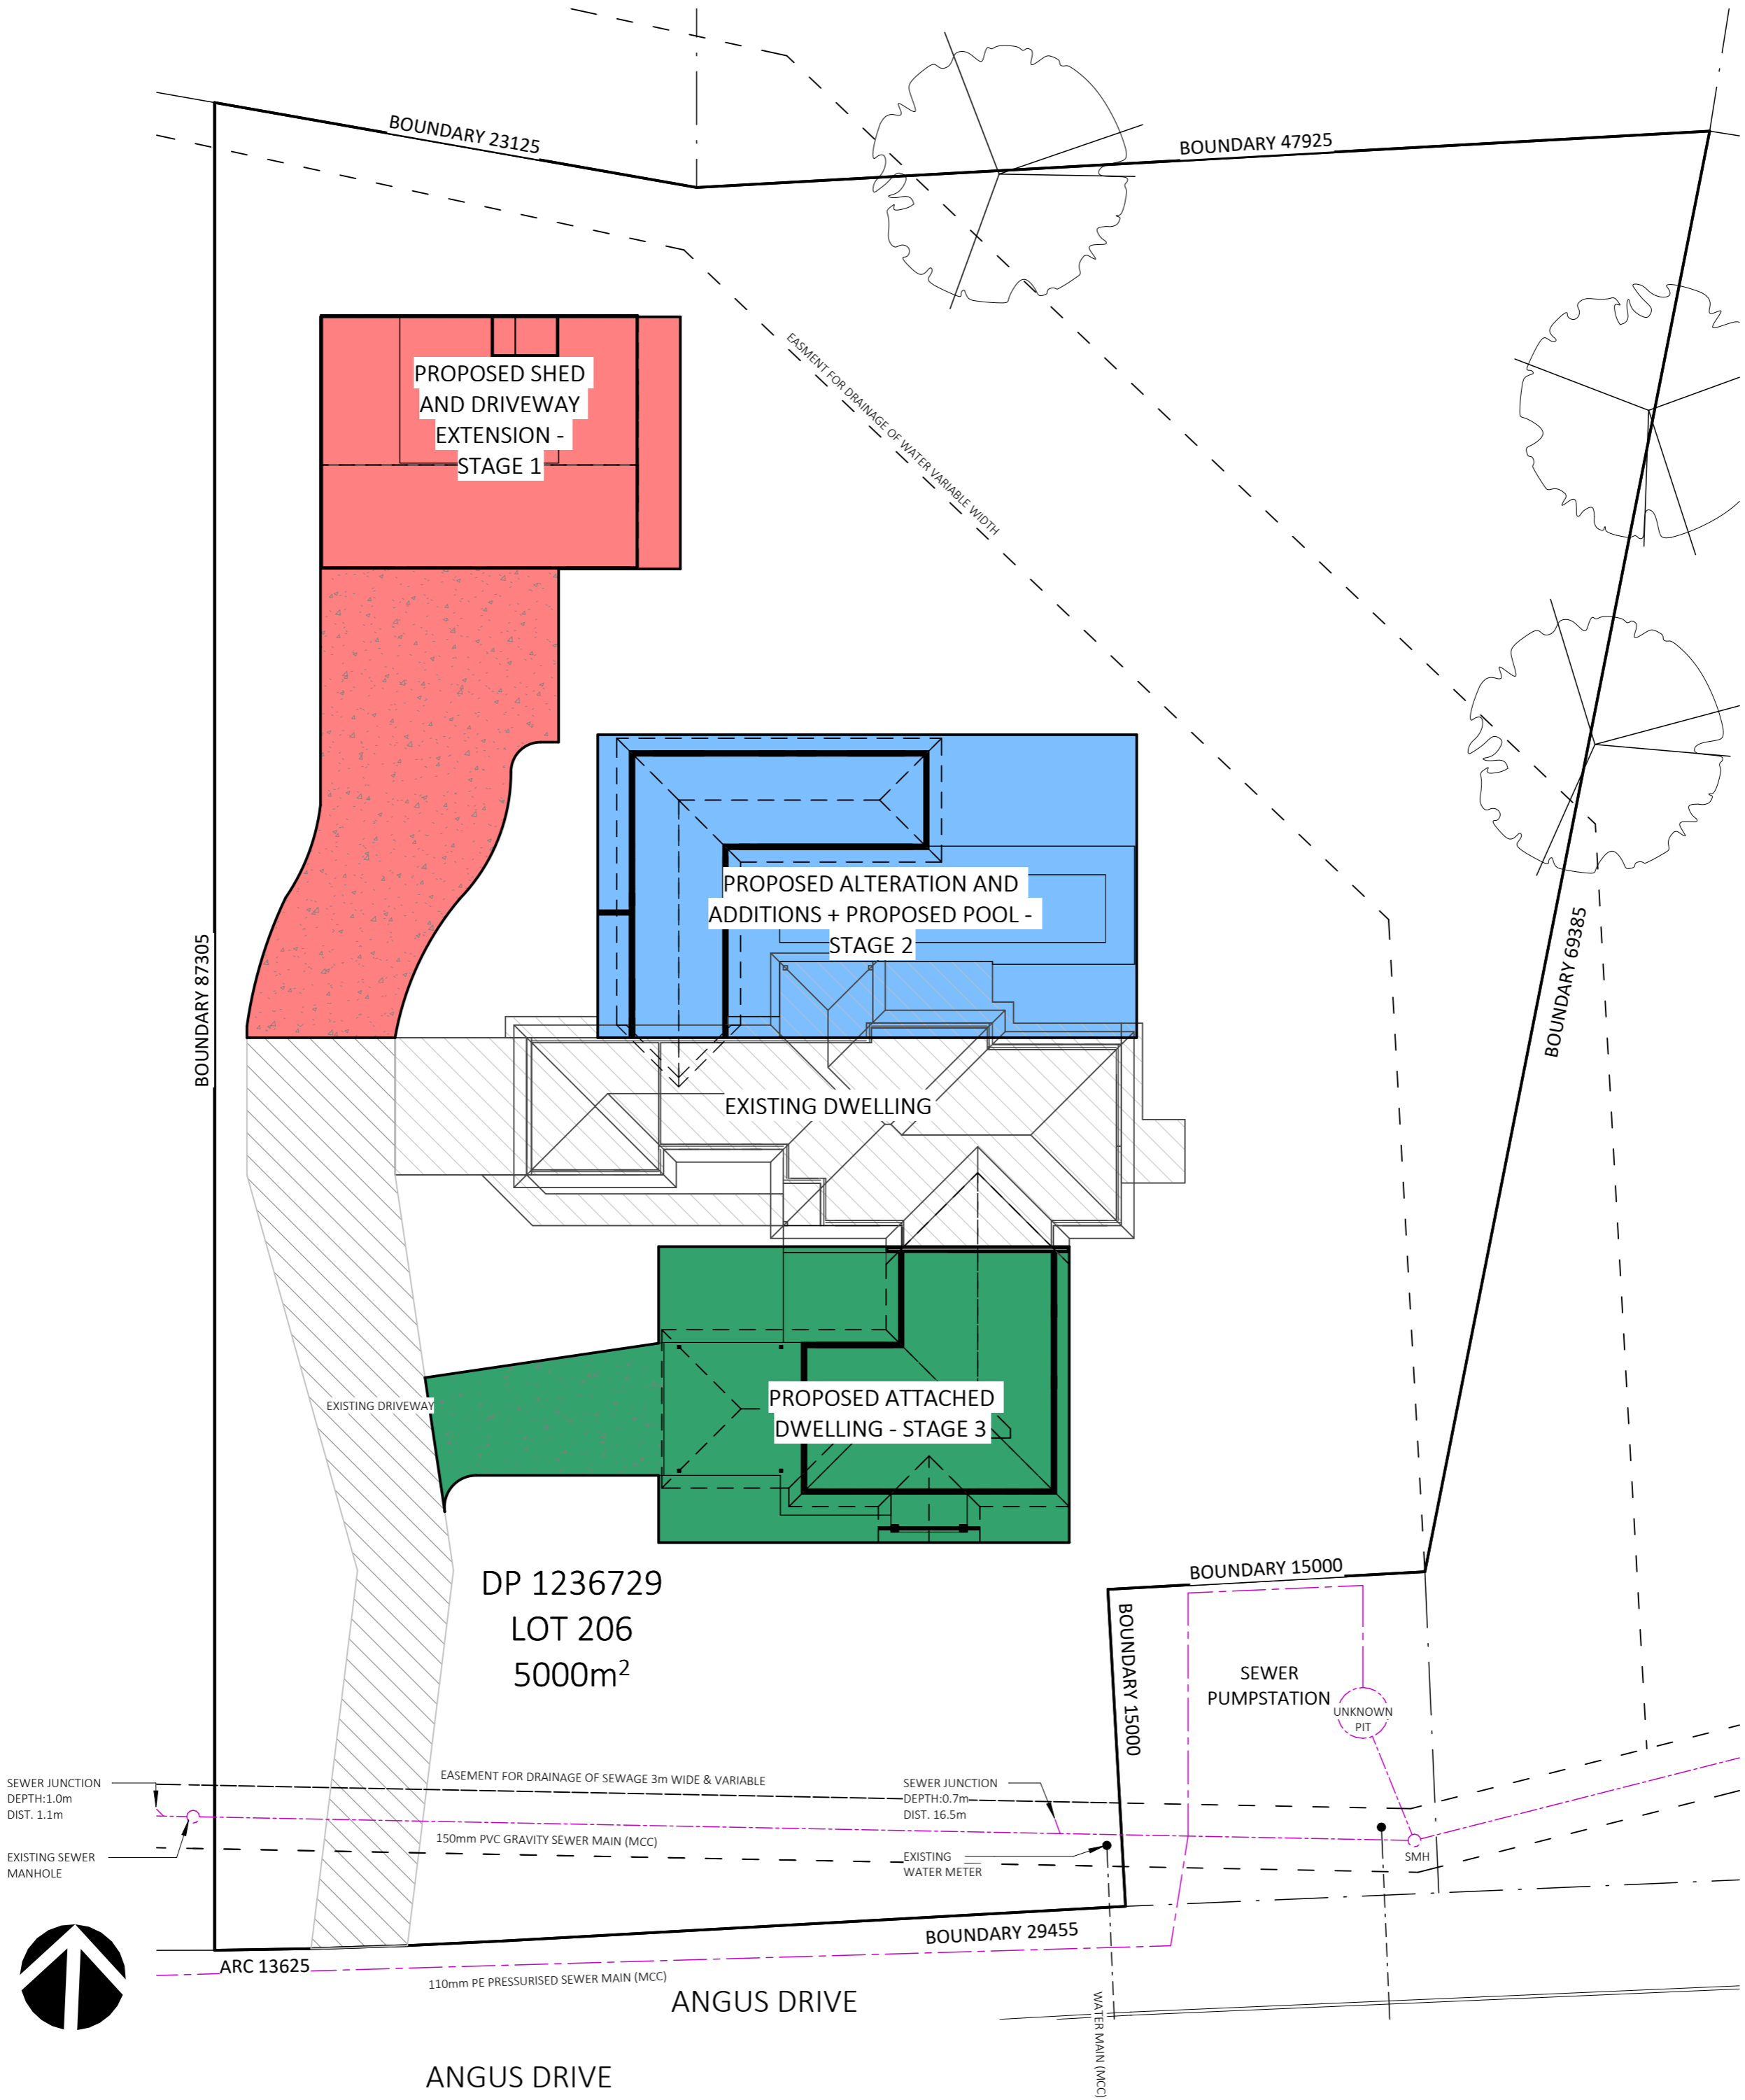 BOUNDARY 23125
BOUNDARY 47925
EASMENT FOR DRAINAGE OF WATER VARIABLE WIDTH
PROPOSED SHED
AND DRIVEWAY
EXTENSION -
STAGE 1
PROPOSED ALTERATION AND
ADDITIONS + PROPOSED POOL -
STAGE 2
BOUNDARY 87305
BOUNDARY 69385
EXISTING DWELLING
EXISTING DRIVEWAY
PROPOSED ATTACHED
DWELLING - STAGE 3
DP 1236729
LOT 206
5000m²
BOUNDARY 15000
BOUNDARY 15000
SEWER
PUMPSTATION
UNKNOWN
PIT
SEWER JUNCTION
DEPTH:1.0m
DIST. 1.1m
EASEMENT FOR DRAINAGE OF SEWAGE 3m WIDE & VARIABLE
SEWER JUNCTION
DEPTH:0.7m
DIST. 16.5m
150mm PVC GRAVITY SEWER MAIN (MCC)
EXISTING SEWER
MANHOLE
EXISTING
WATER METER
SMH
BOUNDARY 29455
ARC 13625
110mm PE PRESSURISED SEWER MAIN (MCC)
ANGUS DRIVE
WATER MAIN (MCC)
ANGUS DRIVE